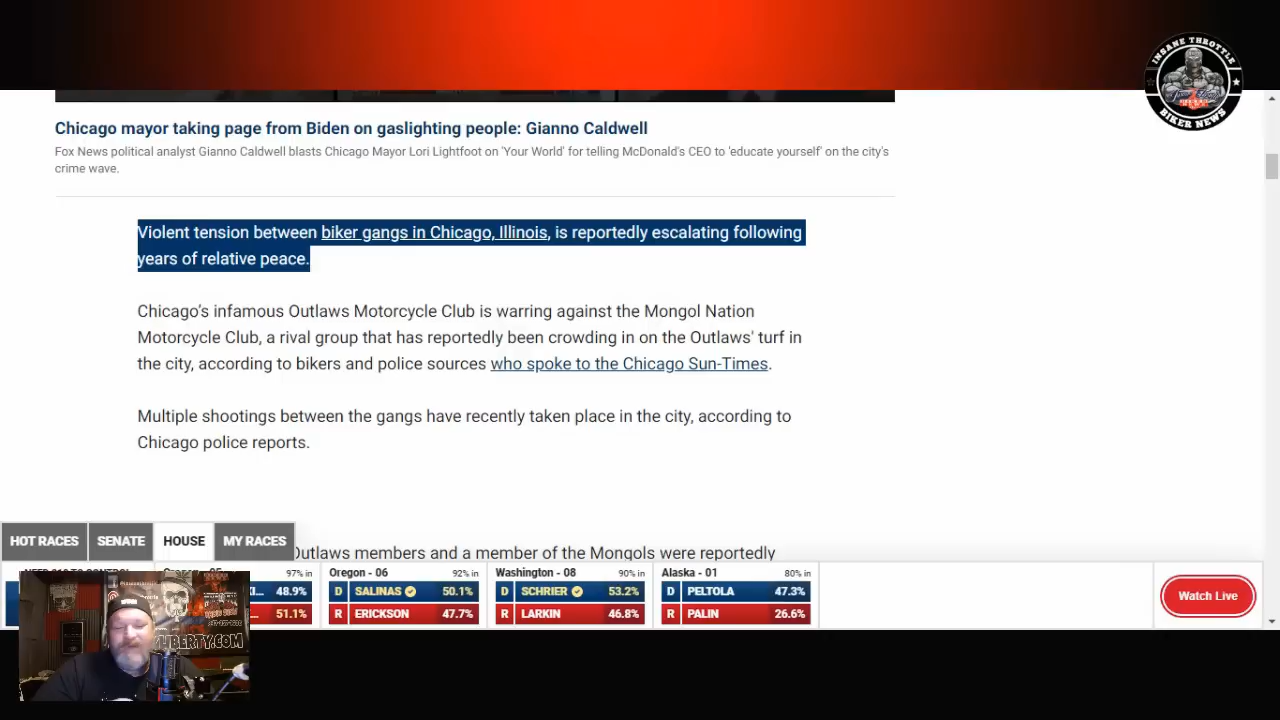 INSANE THROTTLE
BIKER NEWS
Chicago mayor taking page from Biden on gaslighting people: Gianno Caldwell
Fox News political analyst Gianno Caldwell blasts Chicago Mayor Lori Lightfoot on 'Your World' for telling McDonald's CEO to 'educate yourself' on the city's
crime wave.
Violent tension between biker gangs in Chicago, Illinois, is reportedly escalating following
years of relative peace.
Chicago's infamous Outlaws Motorcycle Club is warring against the Mongol Nation
Motorcycle Club, a rival group that has reportedly been crowding in on the Outlaws' turf in
the city, according to bikers and police sources who spoke to the Chicago Sun-Times.
Multiple shootings between the gangs have recently taken place in the city, according to
Chicago police reports.
HOT RACES SENATE HOUSE MY RACES
Outlaws members and a member of the Mongols were reportedly
97% in
48.9%
51.1%
Oregon - 06 92% in
D SALINAS 50.1%
R ERICKSON 47.7%
Washington - 08 90% in
D SCHRIER 53.2%
R LARKIN 46.8%
Alaska - 01 80% in
D PELTOLA 47.3%
R PALIN 26.6%
Watch Live
LIBERTY.COM